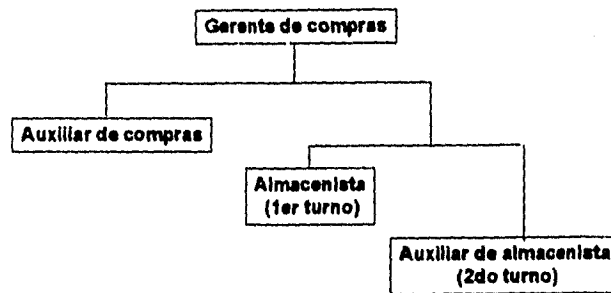 Gerente de compras
Auxiliar de compras
Almacenista
(1er turno)
Auxiliar de almacenista
(2do turno)